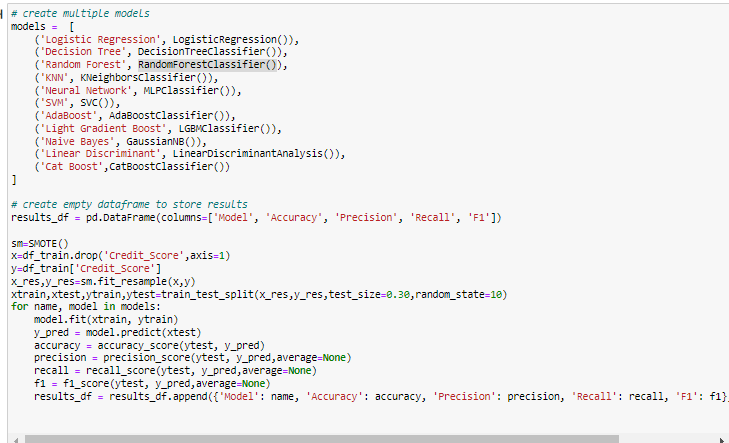 # create multiple models
models = [
    ('Logistic Regression', LogisticRegression()),
    ('Decision Tree', DecisionTreeClassifier()),
    ('Random Forest', RandomForestClassifier()),
    ('KNN', KNeighborsClassifier()),
    ('Neural Network', MLPClassifier()),
    ('SVM', SVC()),
    ('AdaBoost', AdaBoostClassifier()),
    ('Light Gradient Boost', LGBMClassifier()),
    ('Naive Bayes', GaussianNB()),
    ('Linear Discriminant', LinearDiscriminantAnalysis()),
    ('Cat Boost',CatBoostClassifier())
]
# create empty dataframe to store results
results_df = pd.DataFrame(columns=['Model', 'Accuracy', 'Precision', 'Recall', 'F1'])
sm=SMOTE()
x=df_train.drop('Credit_Score',axis=1)
y=df_train['Credit_Score']
x_res,y_res=sm.fit_resample(x,y)
xtrain,xtest,ytrain,ytest=train_test_split(x_res,y_res,test_size=0.30,random_state=10)
for name, model in models:
    model.fit(xtrain, ytrain)
    y_pred = model.predict(xtest)
    accuracy = accuracy_score(ytest, y_pred)
    precision = precision_score(ytest, y_pred,average=None)
    recall = recall_score(ytest, y_pred,average=None)
    f1 = f1_score(ytest, y_pred,average=None)
    results_df = results_df.append({'Model': name, 'Accuracy': accuracy, 'Precision': precision, 'Recall': recall, 'F1': f1},